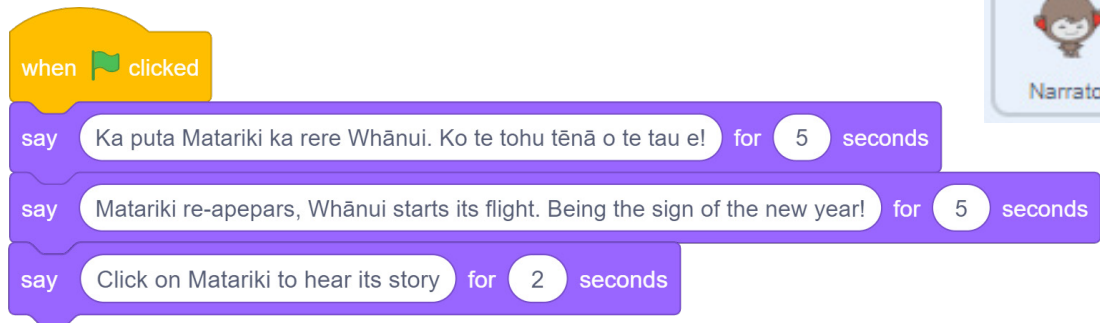 when clicked
Narrato
say Ka puta Matariki ka rere Whānui. Ko te tohu tēnā o te tau e! for 5 seconds
say Matariki re-apepars, Whānui starts its flight. Being the sign of the new year! for 5 seconds
say Click on Matariki to hear its story for 2 seconds